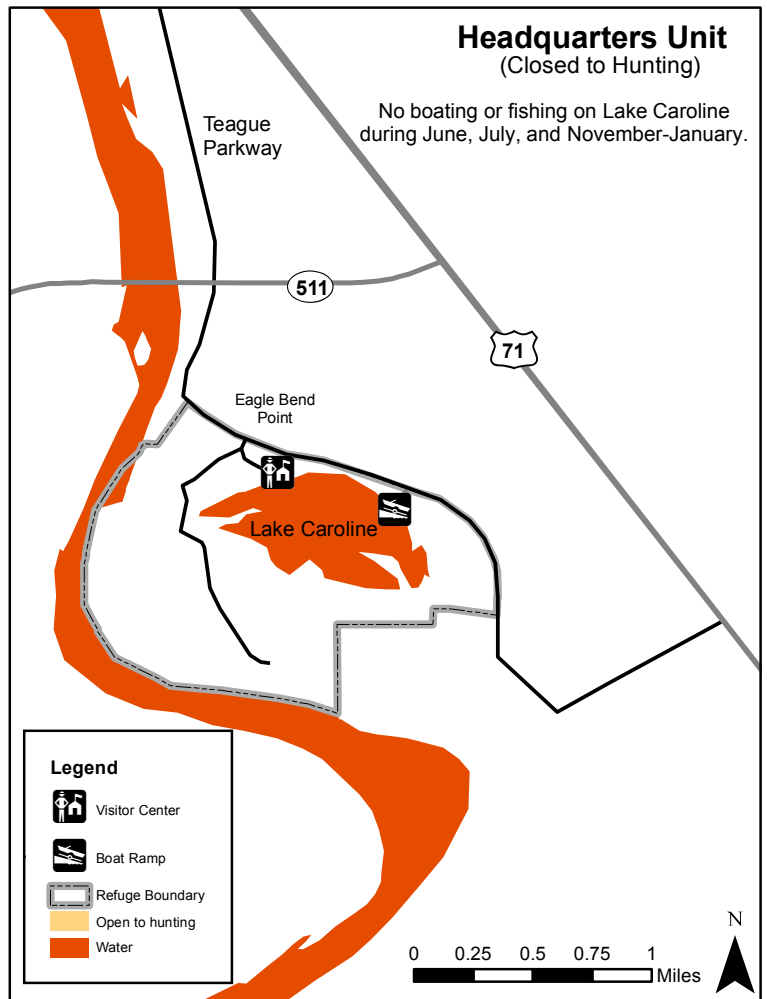 Headquarters Unit
(Closed to Hunting)
No boating or fishing on Lake Caroline
during June, July, and November-January.
Teague
Parkway
511
71
Eagle Bend
Point
Lake Caroline
Legend
Visitor Center
Boat Ramp
Refuge Boundary
Open to hunting
Water
N
0 0.25 0.5 0.75 1
Miles